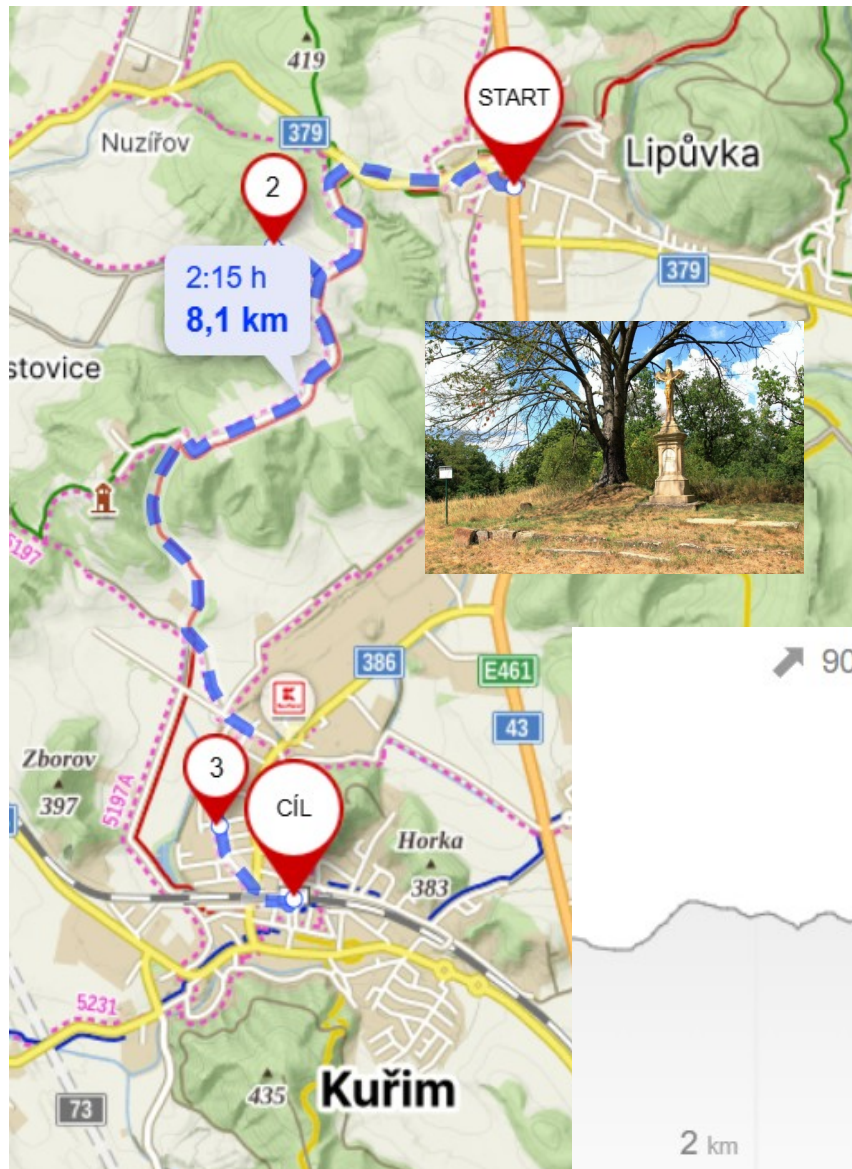 419
START
379
Nuzířov
Lipůvka
2
379
2:15 h
8,1 km
stovice
5197
386
E461
43
90
Zborov
397
3
CÍL
5197A
Horka
383
5231
435
Kuřim
73
2 km